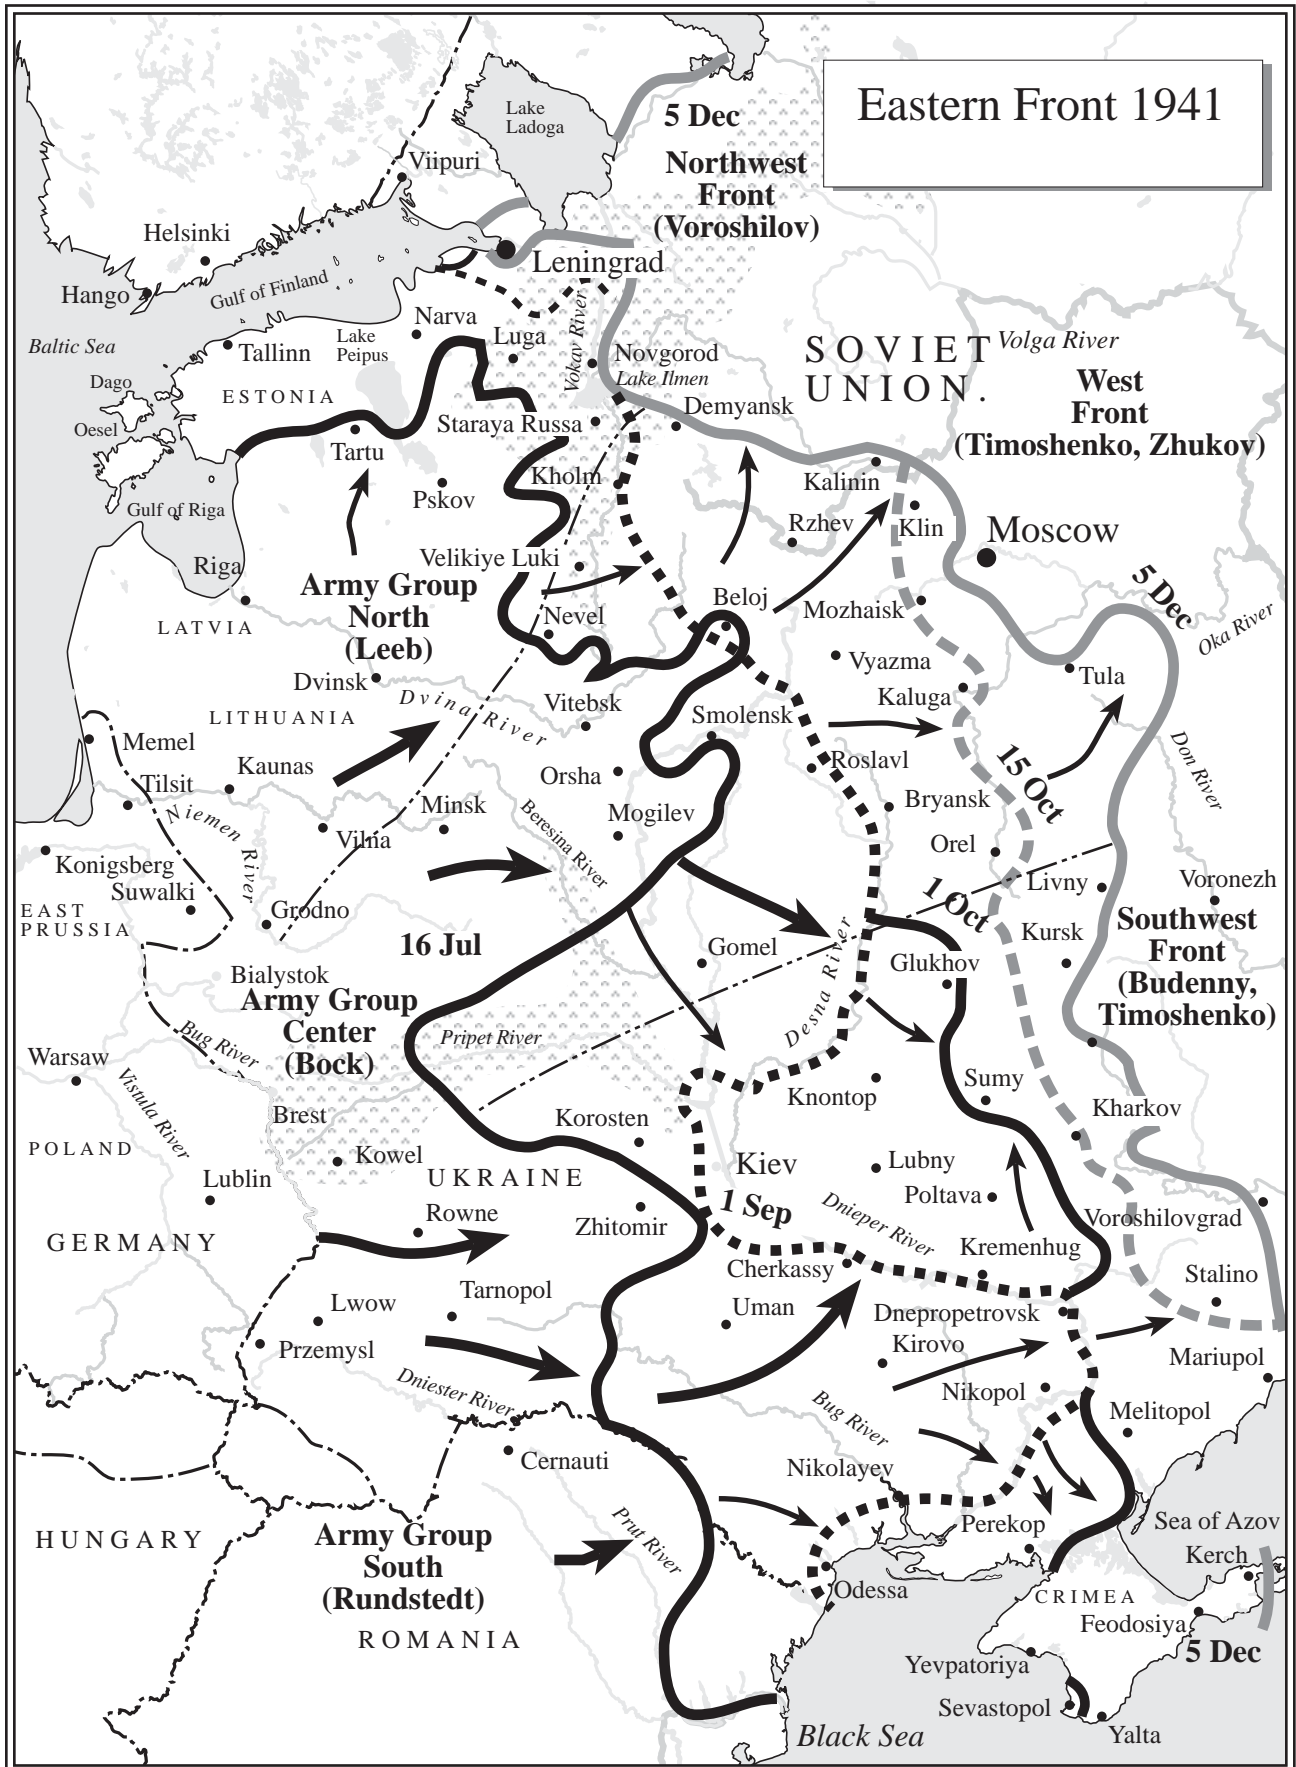 Eastern Front 1941
Lake
Ladoga
5 Dec
Northwest
Front
(Voroshilov)
Viipuri
Helsinki
Leningrad
Hango
Gulf of Finland
Baltic Sea
Narva
Lake
Peipus
Luga
Vokav River
Tallinn
Novgorod
Lake Ilmen
SOVIET
UNION.
Volga River
Dago
ESTONIA
West
Front
(Timoshenko, Zhukov)
Oesel
Staraya Russa
Demyansk
Tartu
Pskov
Kholm
Kalinin
Gulf of Riga
Rzhev
Klin
Moscow
Riga
Velikiye Luki
Army Group
North
(Leeb)
Nevel
Beloj
Mozhaisk
5 Dec
Oka River
LATVIA
Dvinsk
Dvina River
Vyazma
Kaluga
Tula
LITHUANIA
Vitebsk
Smolensk
Memel
Tilsit
Kaunas
Orsha
Roslavl
15 Oct
Don River
Niemen River
Minsk
Vilna
Beresina River
Mogilev
Bryansk
Orel
Konigsberg
Suwalki
Livny
Voronezh
EAST
PRUSSIA
Grodno
1 Oct
Kursk
Southwest
Front
(Budenny,
Timoshenko)
16 Jul
Gomel
Desna River
Glukhov
Bialystok
Army Group
Center
(Bock)
Bug River
Pripet River
Warsaw
Vistula River
Knontop
Sumy
Brest
Korosten
Kharkov
POLAND
Kowel
UKRAINE
Kiev
Lubny
Lublin
1 Sep
Poltava
Dnieper River
Rowne
Zhitomir
Voroshilovgrad
GERMANY
Kremenhug
Cherkassy
Stalino
Lwow
Tarnopol
Uman
Dnepropetrovsk
Kirovo
Przemysl
Mariupol
Dniester River
Nikopol
Bug River
Melitopol
Cernauti
Nikolayev
HUNGARY
Army Group
South
(Rundstedt)
Prut River
Perekop
Sea of Azov
Kerch
Odessa
CRIMEA
Feodosiya
ROMANIA
5 Dec
Yevpatoriya
Sevastopol
Black Sea
Yalta